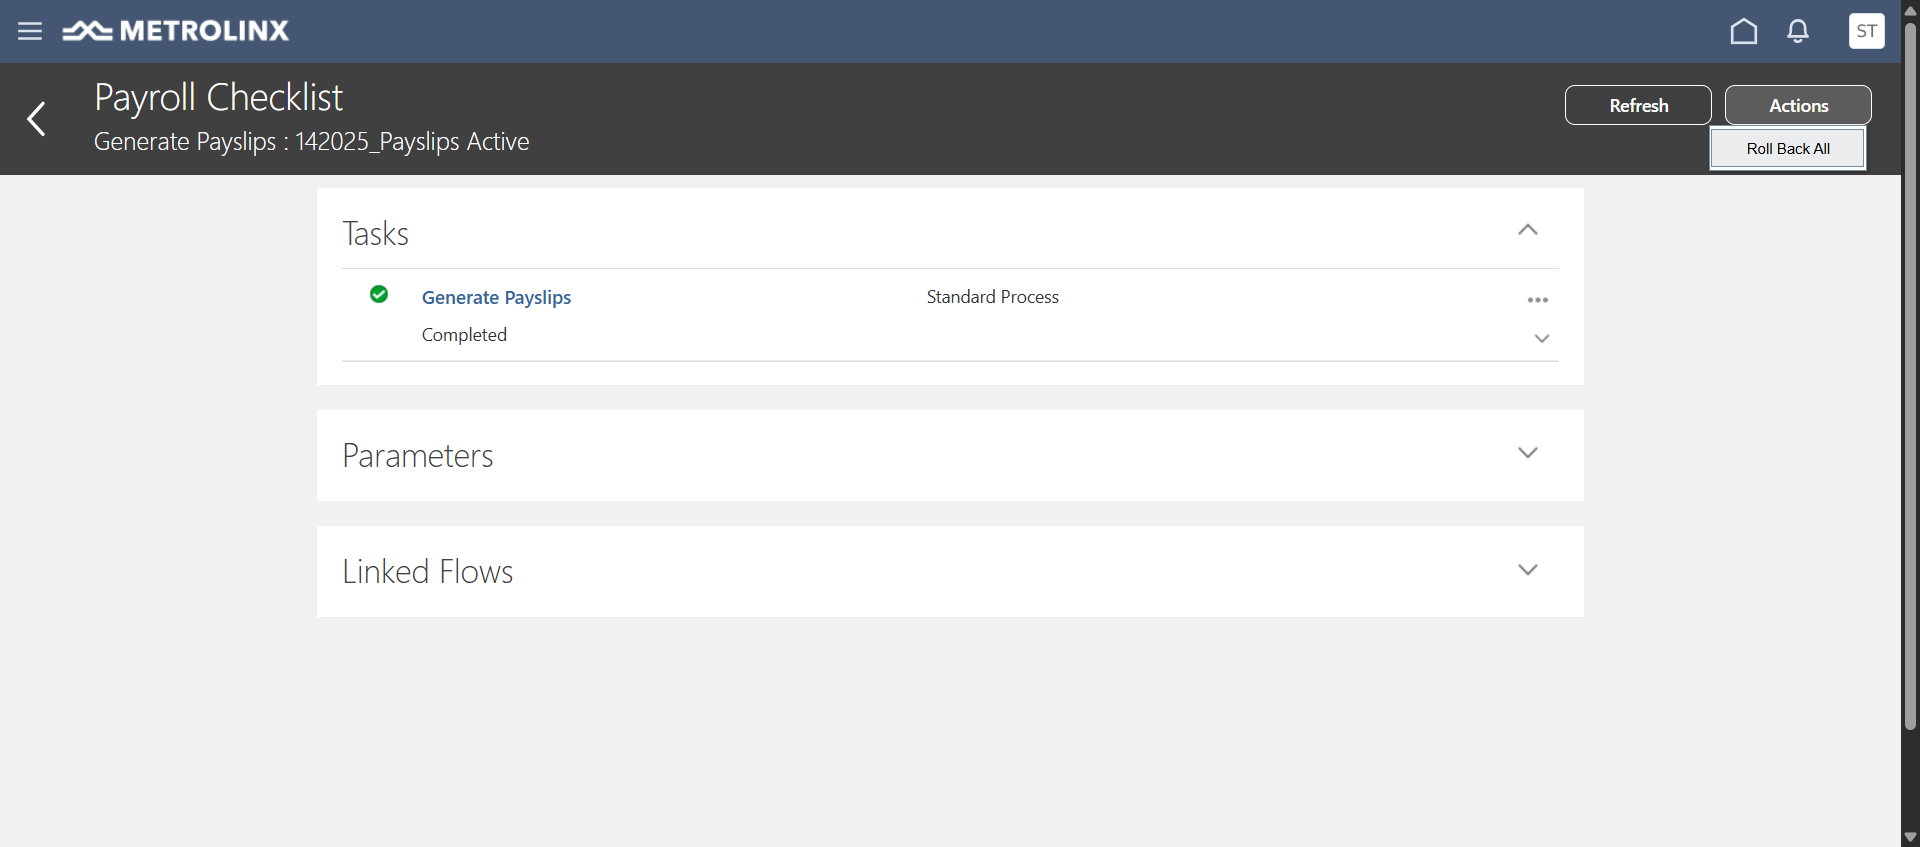 METROLINX
ST
Payroll Checklist
Generate Payslips : 142025_Payslips Active
Refresh
Actions
Roll Back All
Tasks
Generate Payslips
Standard Process
Completed
Parameters
Linked Flows